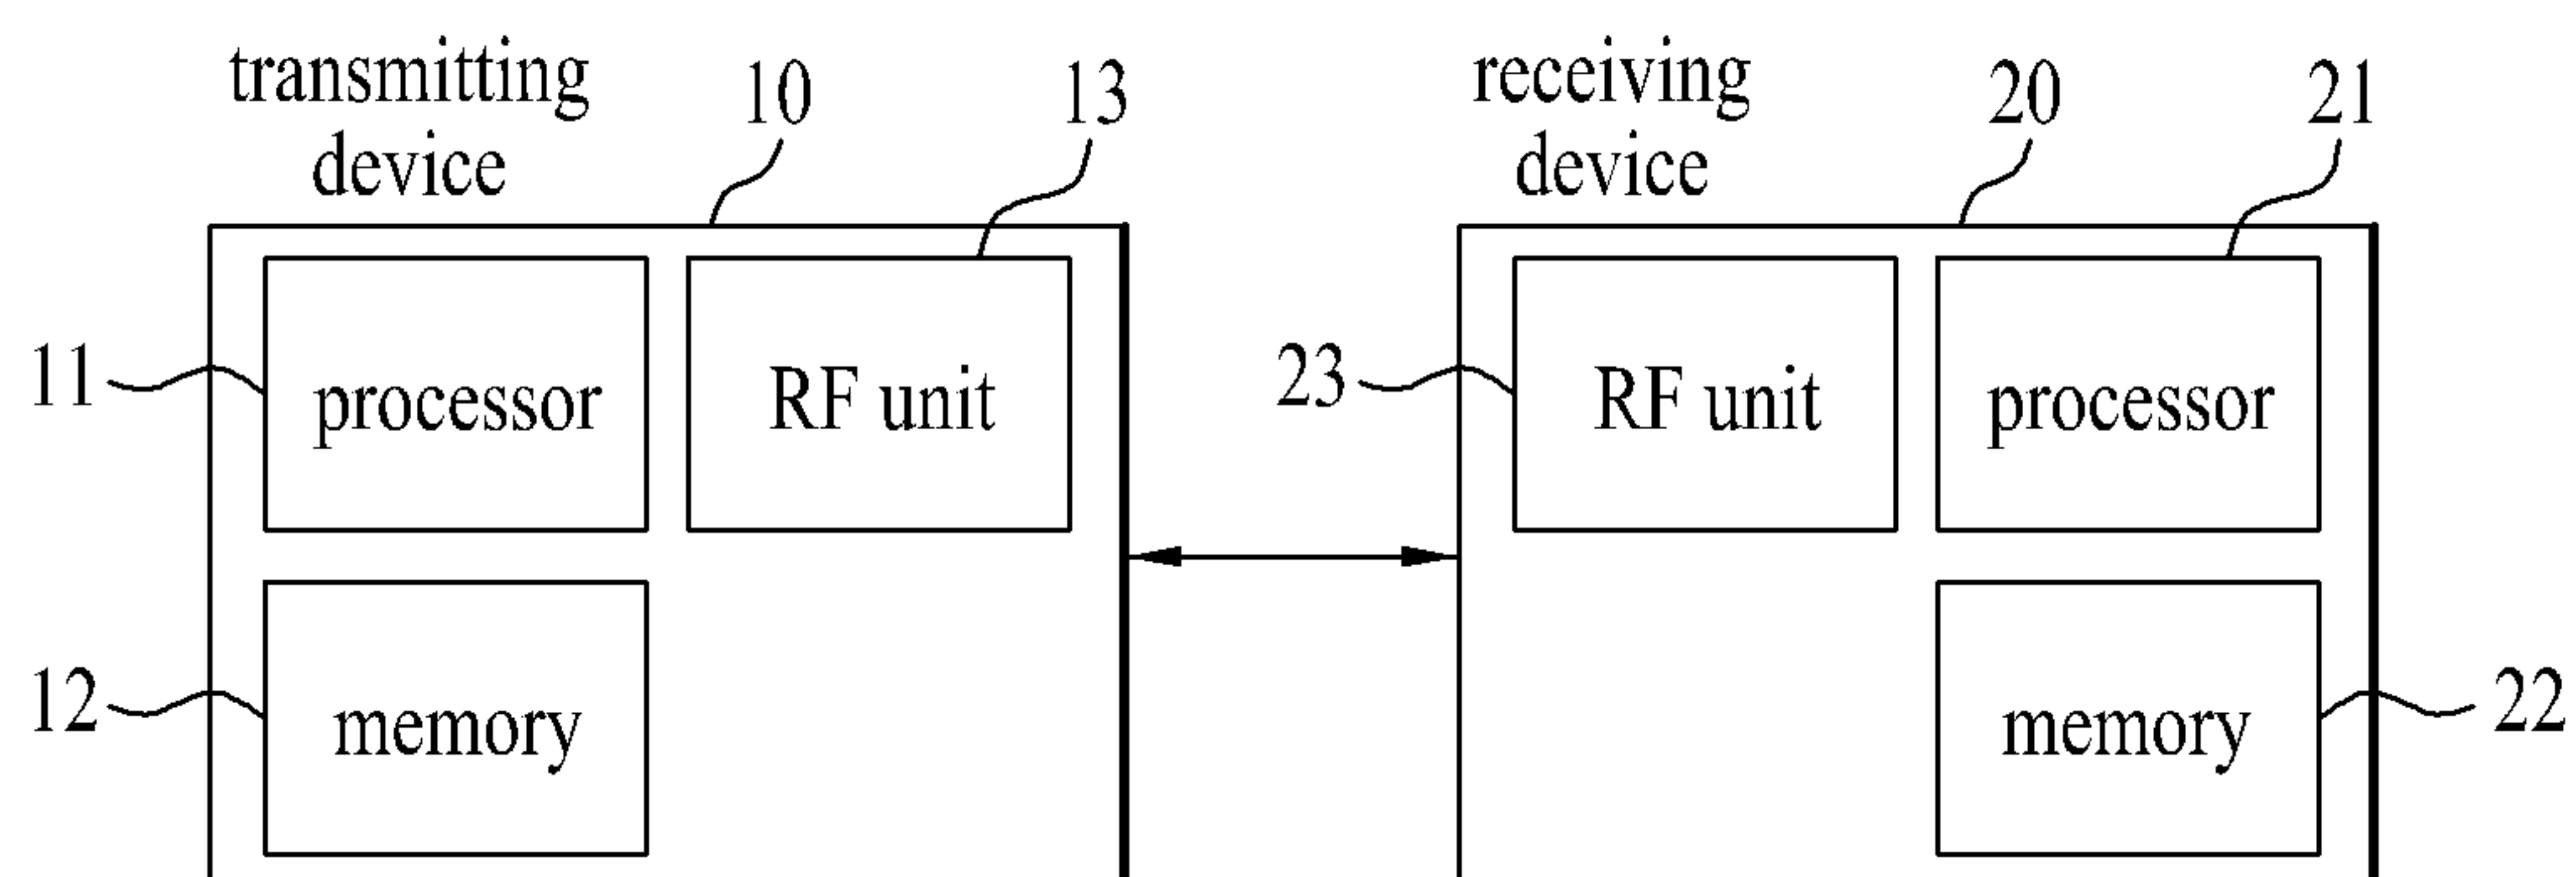 transmitting
device
10
13
receiving
device
20
21
11
processor
RF unit
23
RF unit
processor
12
memory
memory
22